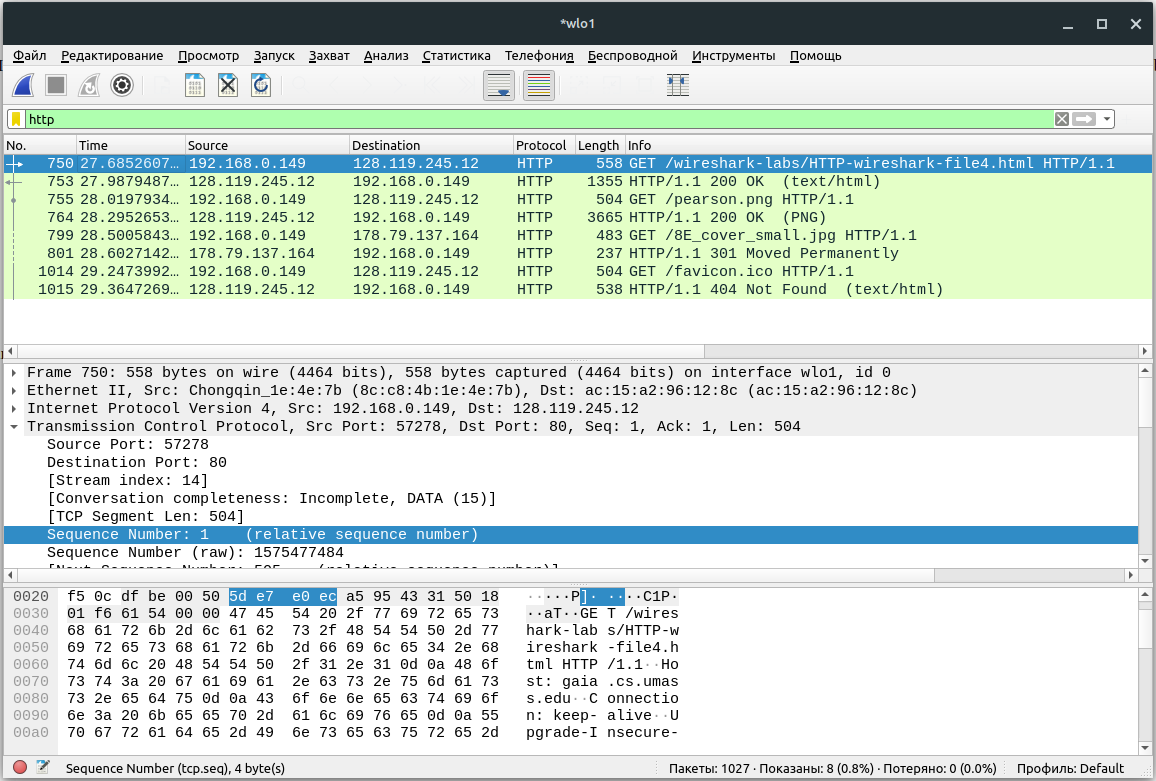 *wlo1
Файл Редактирование Просмотр Запуск Захват Анализ Статистика Телефония Беспроводной Инструменты Помощь
http
No. Time Source Destination Protocol Length Info
750 27.6852607… 192.168.0.149 128.119.245.12 HTTP 558 GET /wireshark-labs/HTTP-wireshark-file4.html HTTP/1.1
753 27.9879487… 128.119.245.12 192.168.0.149 HTTP 1355 HTTP/1.1 200 OK (text/html)
755 28.0197934… 192.168.0.149 128.119.245.12 HTTP 504 GET /pearson.png HTTP/1.1
764 28.2952653… 128.119.245.12 192.168.0.149 HTTP 3665 HTTP/1.1 200 OK (PNG)
799 28.5005843… 192.168.0.149 178.79.137.164 HTTP 483 GET /8E_cover_small.jpg HTTP/1.1
801 28.6027142… 178.79.137.164 192.168.0.149 HTTP 237 HTTP/1.1 301 Moved Permanently
1014 29.2473992… 192.168.0.149 128.119.245.12 HTTP 504 GET /favicon.ico HTTP/1.1
1015 29.3647269… 128.119.245.12 192.168.0.149 HTTP 538 HTTP/1.1 404 Not Found (text/html)
Frame 750: 558 bytes on wire (4464 bits), 558 bytes captured (4464 bits) on interface wlo1, id 0
Ethernet II, Src: Chongqin_1e:4e:7b (8c:c8:4b:1e:4e:7b), Dst: ac:15:a2:96:12:8c (ac:15:a2:96:12:8c)
Internet Protocol Version 4, Src: 192.168.0.149, Dst: 128.119.245.12
Transmission Control Protocol, Src Port: 57278, Dst Port: 80, Seq: 1, Ack: 1, Len: 504
Source Port: 57278
Destination Port: 80
[Stream index: 14]
[Conversation completeness: Incomplete, DATA (15)]
[TCP Segment Len: 504]
Sequence Number: 1 (relative sequence number)
Sequence Number (raw): 1575477484
[Next Sequence Number: 505 (relative sequence number)]
0020 f5 0c df be 00 50 5d e7 e0 ec a5 95 43 31 50 18 ·····P]· ····C1P·
0030 01 f6 61 54 00 00 47 45 54 20 2f 77 69 72 65 73 ··aT··GE T /wires
0040 68 61 72 6b 2d 6c 61 62 73 2f 48 54 54 50 2d 77 hark-lab s/HTTP-w
0050 69 72 65 73 68 61 72 6b 2d 66 69 6c 65 34 2e 68 ireshark -file4.h
0060 74 6d 6c 20 48 54 54 50 2f 31 2e 31 0d 0a 48 6f tml HTTP /1.1··Ho
0070 73 74 3a 20 67 61 69 61 2e 63 73 2e 75 6d 61 73 st: gaia .cs.umas
0080 73 2e 65 64 75 0d 0a 43 6f 6e 6e 65 63 74 69 6f s.edu··C onnectio
0090 6e 3a 20 6b 65 65 70 2d 61 6c 69 76 65 0d 0a 55 n: keep- alive··U
00a0 70 67 72 61 64 65 2d 49 6e 73 65 63 75 72 65 2d pgrade-I nsecure-
Sequence Number (tcp.seq), 4 byte(s) Пакеты: 1027 · Показаны: 8 (0.8%) · Потеряно: 0 (0.0%) Профиль: Default